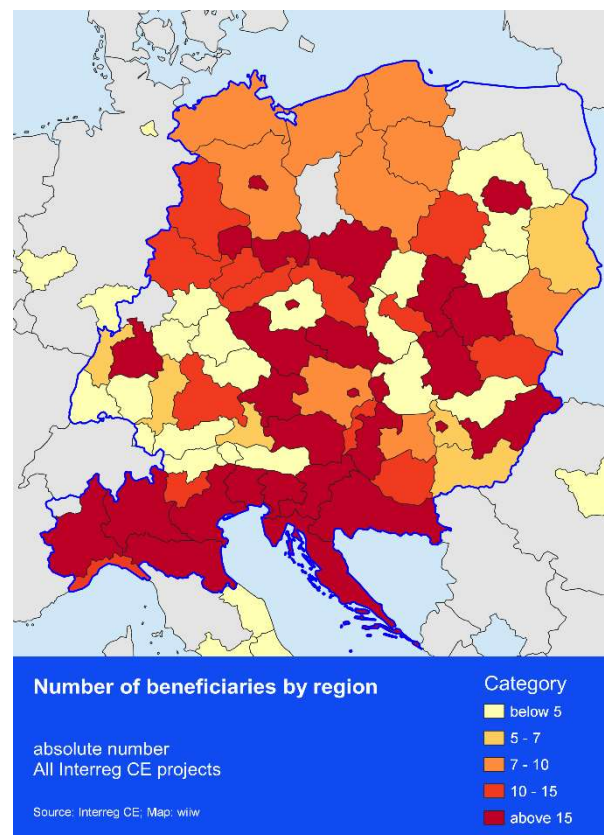 Number of beneficiaries by region
absolute number
All Interreg CE projects
Source: Interreg CE; Map: wiiw
Category
below 5
5 - 7
7 - 10
10 - 15
above 15